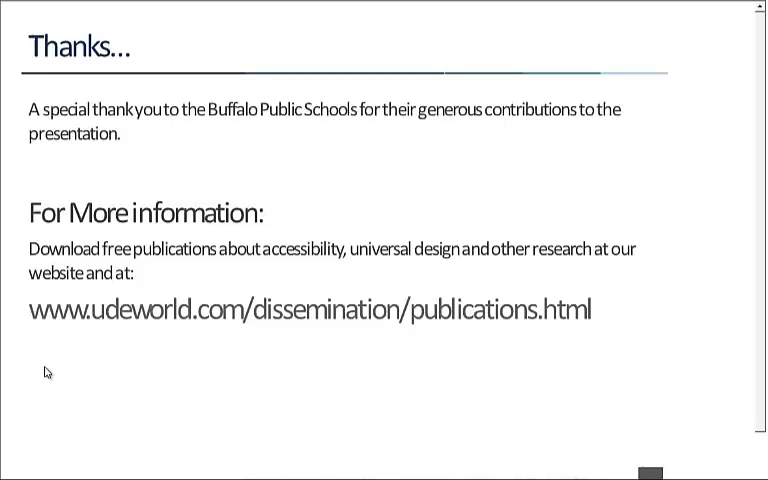 Thanks...
A special thank you to the Buffalo Public Schools for their generous contributions to the
presentation.
For More information:
Download free publications about accessibility, universal design and other research at our
website and at:
www.udeworld.com/dissemination/publications.html